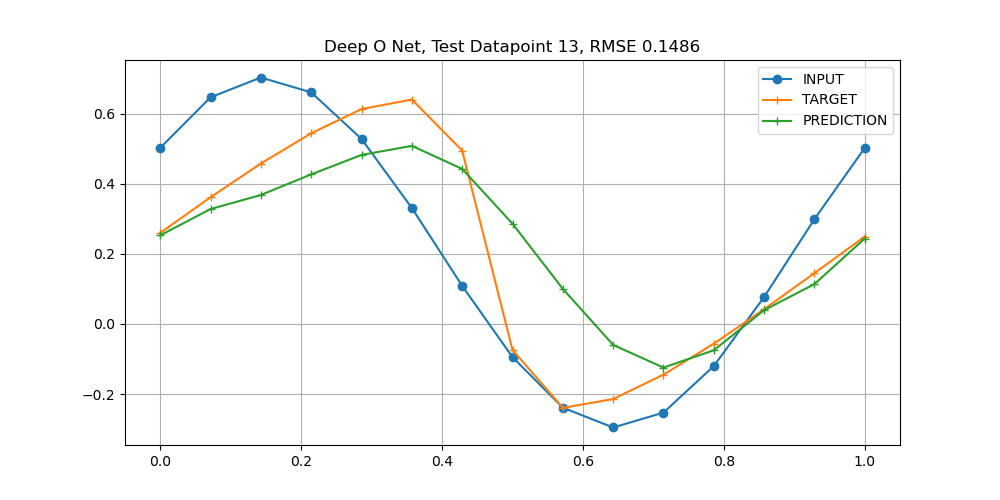 Deep O Net, Test Datapoint 13, RMSE 0.1486
INPUT
TARGET
PREDICTION
0.6
0.4
0.2
0.0
−0.2
0.0 0.2 0.4 0.6 0.8 1.0